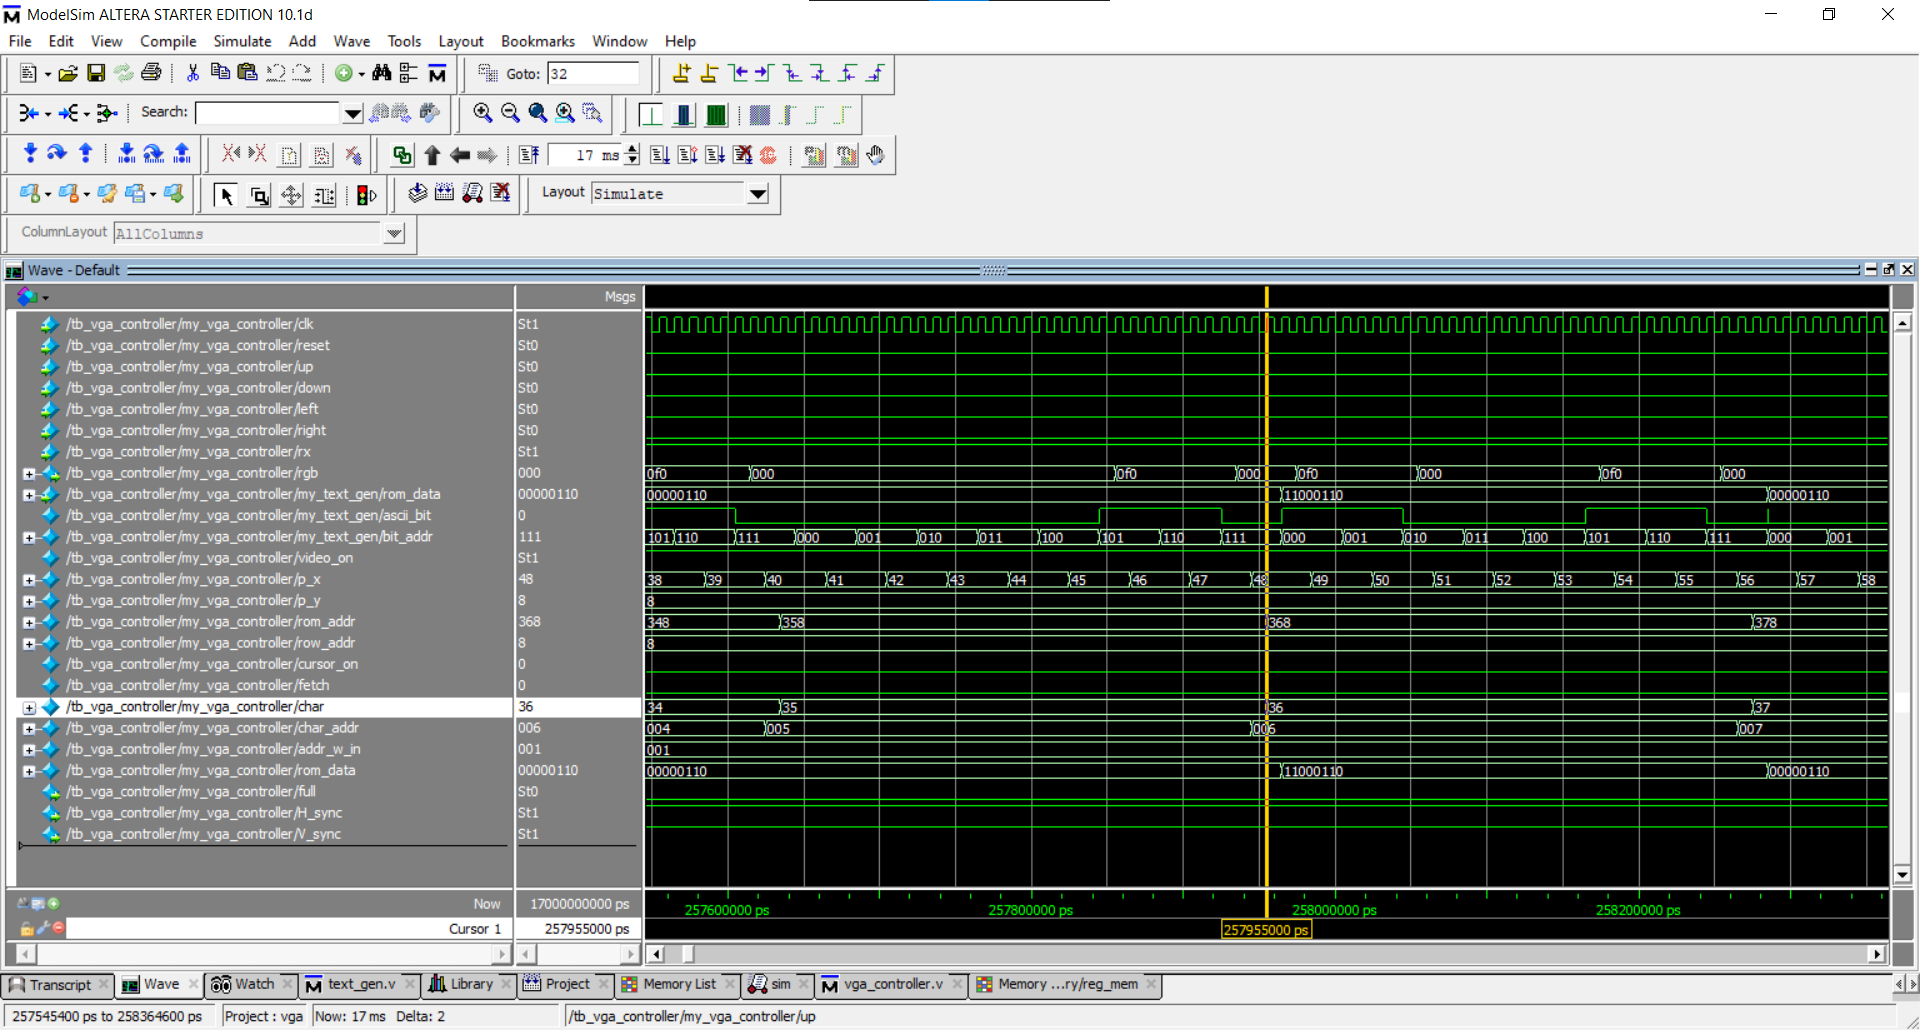 ModelSim ALTERA STARTER EDITION 10.1d
File Edit View Compile Simulate Add Wave Tools Layout Bookmarks Window Help
Goto: 32
Search:
17 ms
Layout Simulate
ColumnLayout AllColumns
Wave - Default
Msgs
/tb_vga_controller/my_vga_controller/clk St1
/tb_vga_controller/my_vga_controller/reset St0
/tb_vga_controller/my_vga_controller/up St0
/tb_vga_controller/my_vga_controller/down St0
/tb_vga_controller/my_vga_controller/left St0
/tb_vga_controller/my_vga_controller/right St0
/tb_vga_controller/my_vga_controller/rx St1
/tb_vga_controller/my_vga_controller/rgb 000 0f0 000 0f0 000 0f0 000 0f0 000
/tb_vga_controller/my_vga_controller/my_text_gen/rom_data 00000110 00000110 11000110 00000110
/tb_vga_controller/my_vga_controller/my_text_gen/ascii_bit 0
/tb_vga_controller/my_vga_controller/my_text_gen/bit_addr 111 101 110 111 000 001 010 011 100 101 110 111 000 001 010 011 100 101 110 111 000 001
/tb_vga_controller/my_vga_controller/video_on St1
/tb_vga_controller/my_vga_controller/p_x 48 38 39 40 41 42 43 44 45 46 47 48 49 50 51 52 53 54 55 56 57 58
/tb_vga_controller/my_vga_controller/p_y 8 8
/tb_vga_controller/my_vga_controller/rom_addr 368 348 358 368 378
/tb_vga_controller/my_vga_controller/row_addr 8 8
/tb_vga_controller/my_vga_controller/cursor_on 0
/tb_vga_controller/my_vga_controller/fetch 0
/tb_vga_controller/my_vga_controller/char 36 34 35 36 37
/tb_vga_controller/my_vga_controller/char_addr 006 004 005 006 007
/tb_vga_controller/my_vga_controller/addr_w_in 001 001
/tb_vga_controller/my_vga_controller/rom_data 00000110 00000110 11000110 00000110
/tb_vga_controller/my_vga_controller/full St0
/tb_vga_controller/my_vga_controller/H_sync St1
/tb_vga_controller/my_vga_controller/V_sync St1
Now 17000000000 ps 257600000 ps 257800000 ps 258000000 ps 258200000 ps
Cursor 1 257955000 ps 257955000 ps
Transcript Wave Watch text_gen.v Library Project Memory List sim vga_controller.v Memory ...ry/reg_mem
257545400 ps to 258364600 ps Project : vga Now: 17 ms Delta: 2 /tb_vga_controller/my_vga_controller/up